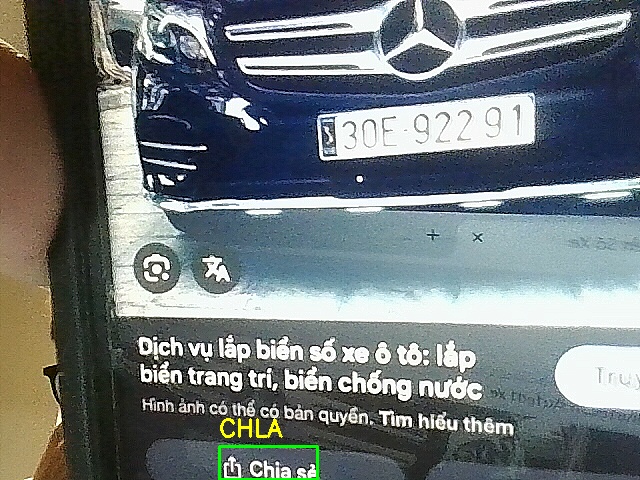 30E-922 91
Dịch vụ lắp biển số xe ô tô: lắp
biển trang trí, biển chống nước
Truy
Hình ảnh có thể có bản quyền. Tìm hiểu thêm
CHLA
Chia sẻ